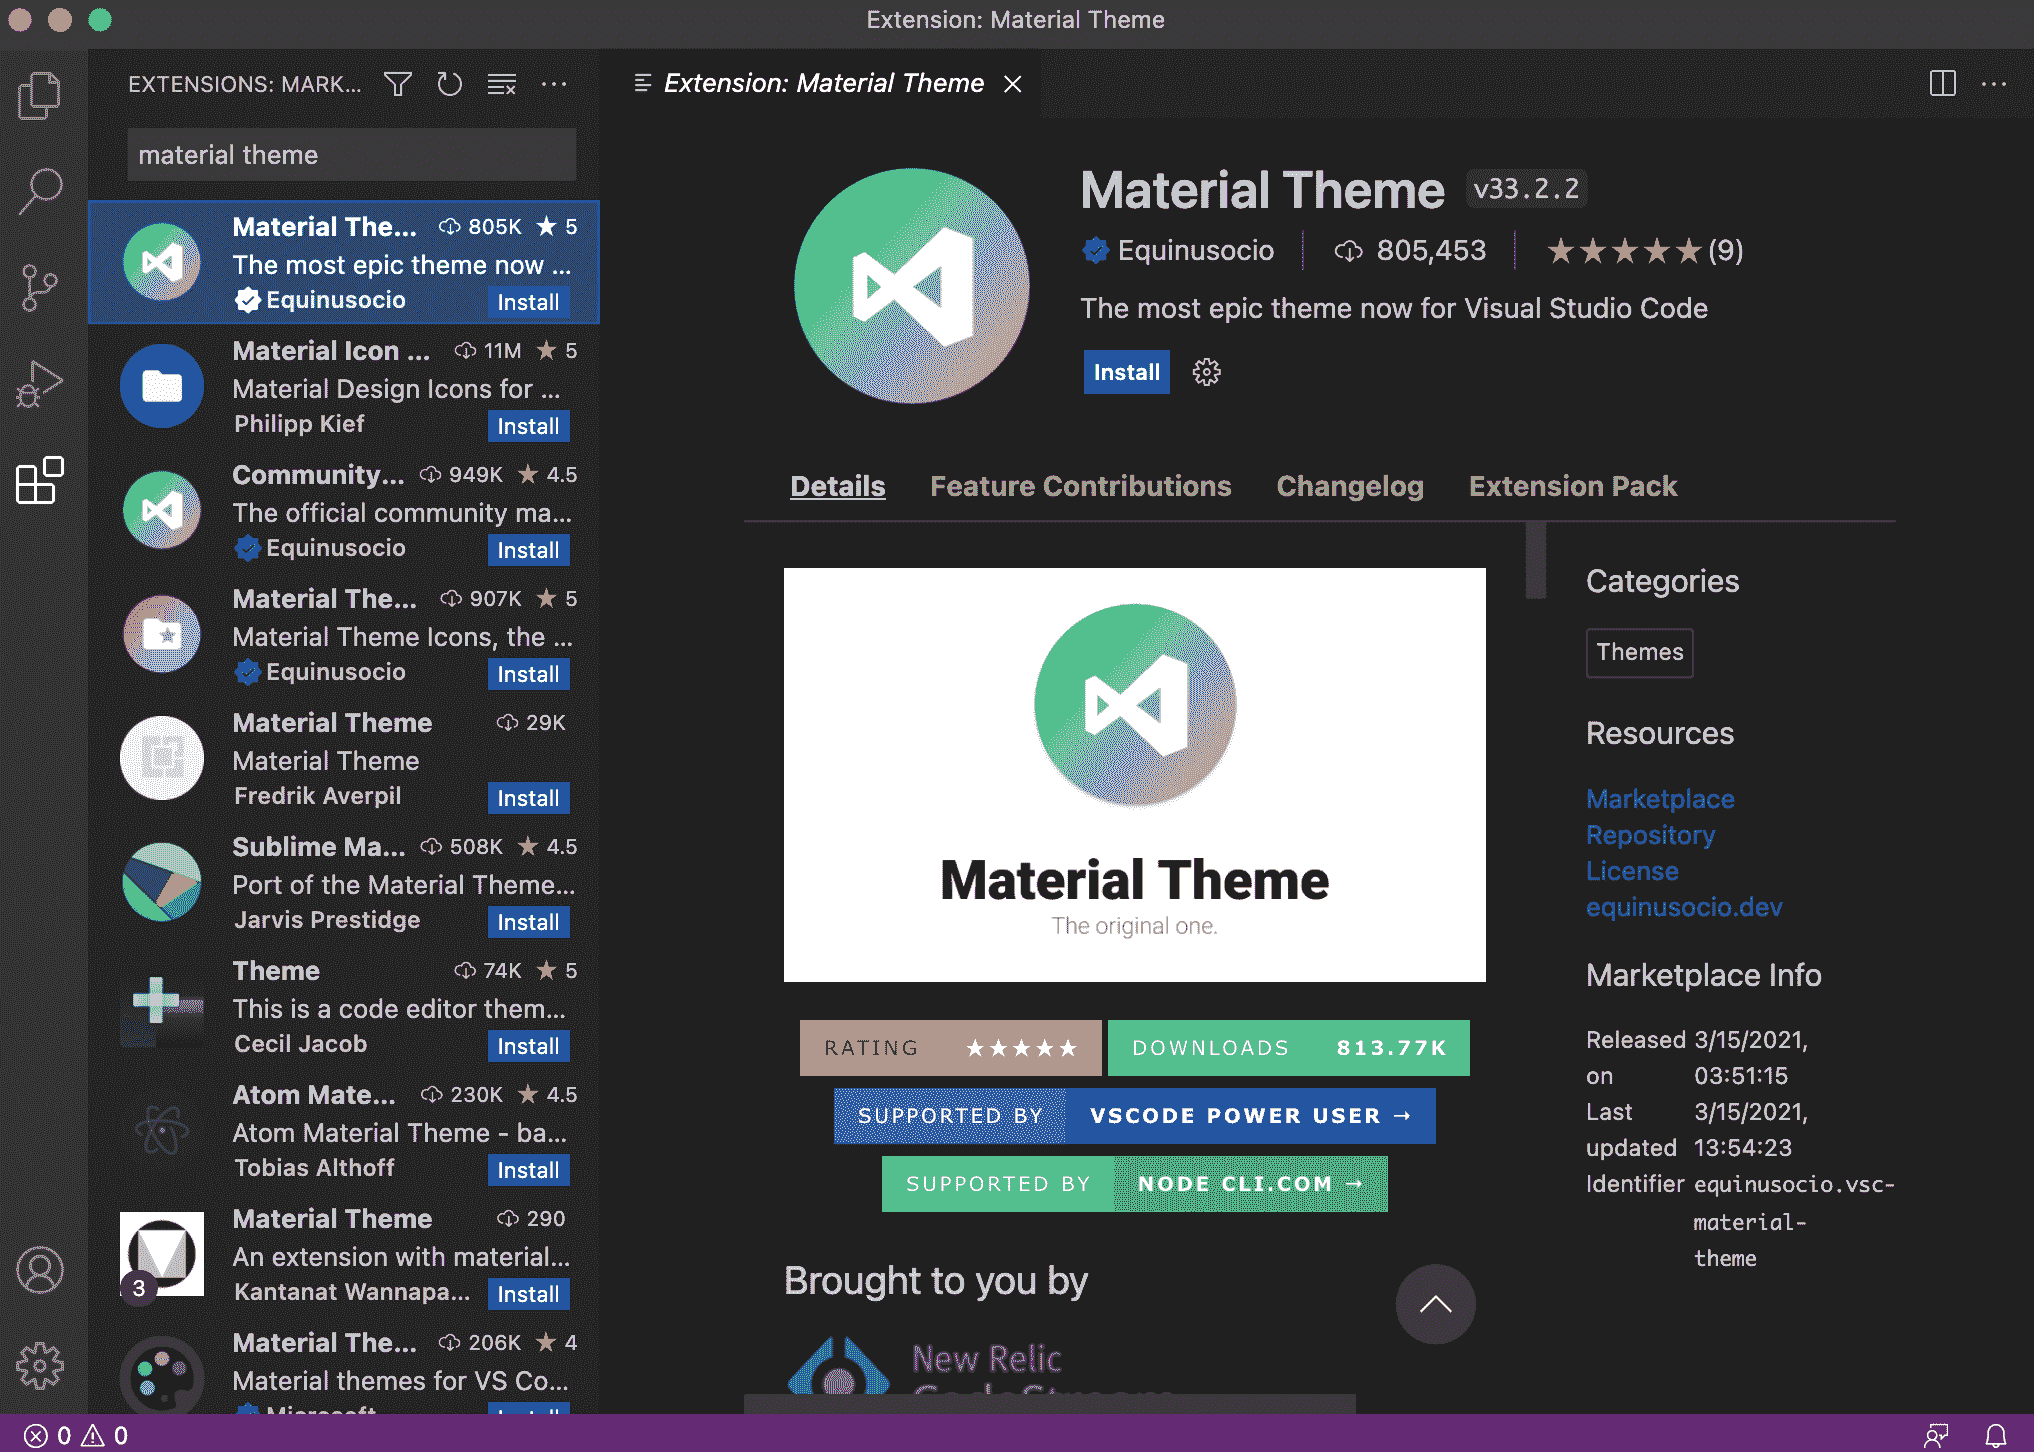 Extension: Material Theme
EXTENSIONS: MARK...
material theme
Material The... 805K ★ 5
The most epic theme now ...
Equinusocio Install
Material Icon ... 11M ★ 5
Material Design Icons for ...
Philipp Kief Install
Community... 949K ★ 4.5
The official community ma...
Equinusocio Install
Material The... 907K ★ 5
Material Theme Icons, the ...
Equinusocio Install
Material Theme 29K
Material Theme
Fredrik Averpil Install
Sublime Ma... 508K ★ 4.5
Port of the Material Theme...
Jarvis Prestidge Install
Theme 74K ★ 5
This is a code editor them...
Cecil Jacob Install
Atom Mate... 230K ★ 4.5
Atom Material Theme - ba...
Tobias Althoff Install
Material Theme 290
An extension with material...
Kantanat Wannapa... Install
3
Material The... 206K ★ 4
Material themes for VS Co...
Microsoft Install
Extension: Material Theme
Material Theme v33.2.2
Equinusocio 805,453 ★★★★★ (9)
The most epic theme now for Visual Studio Code
Install
Details Feature Contributions Changelog Extension Pack
Material Theme
The original one.
RATING ★★★★★ DOWNLOADS 813.77K
SUPPORTED BY VSCODE POWER USER →
SUPPORTED BY NODE CLI.COM →
Brought to you by
New Relic
CodeStream
Categories
Themes
Resources
Marketplace
Repository
License
equinusocio.dev
Marketplace Info
Released 3/15/2021,
on 03:51:15
Last 3/15/2021,
updated 13:54:23
Identifier equinusocio.vsc-
material-
theme
0 0